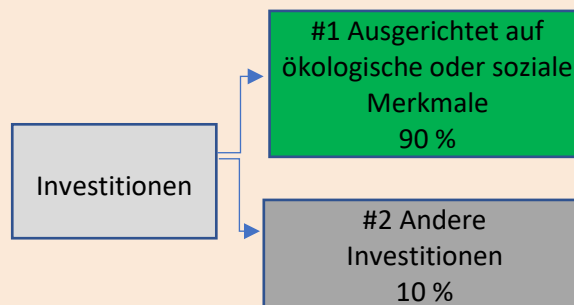 #1 Ausgerichtet auf
ökologische oder soziale
Merkmale
90 %
Investitionen
#2 Andere
Investitionen
10 %